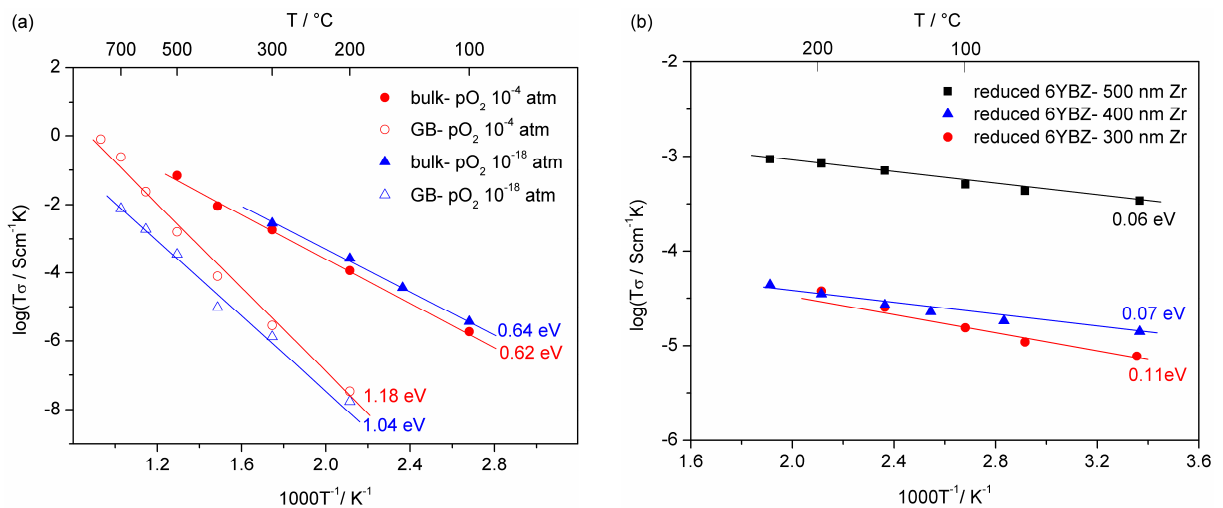 (a)
T / °C
700 500 300 200 100
2
0
-2
-4
-6
-8
log(Tσ / Scm⁻¹K)
bulk- pO₂ 10⁻⁴ atm
GB- pO₂ 10⁻⁴ atm
bulk- pO₂ 10⁻¹⁸ atm
GB- pO₂ 10⁻¹⁸ atm
0.64 eV
0.62 eV
1.18 eV
1.04 eV
1.2 1.6 2.0 2.4 2.8
1000T⁻¹/ K⁻¹
(b)
T / °C
200 100
-2
-3
-4
-5
-6
log(Tσ / Scm⁻¹K)
reduced 6YBZ- 500 nm Zr
reduced 6YBZ- 400 nm Zr
reduced 6YBZ- 300 nm Zr
0.06 eV
0.07 eV
0.11eV
1.6 2.0 2.4 2.8 3.2 3.6
1000T⁻¹/ K⁻¹